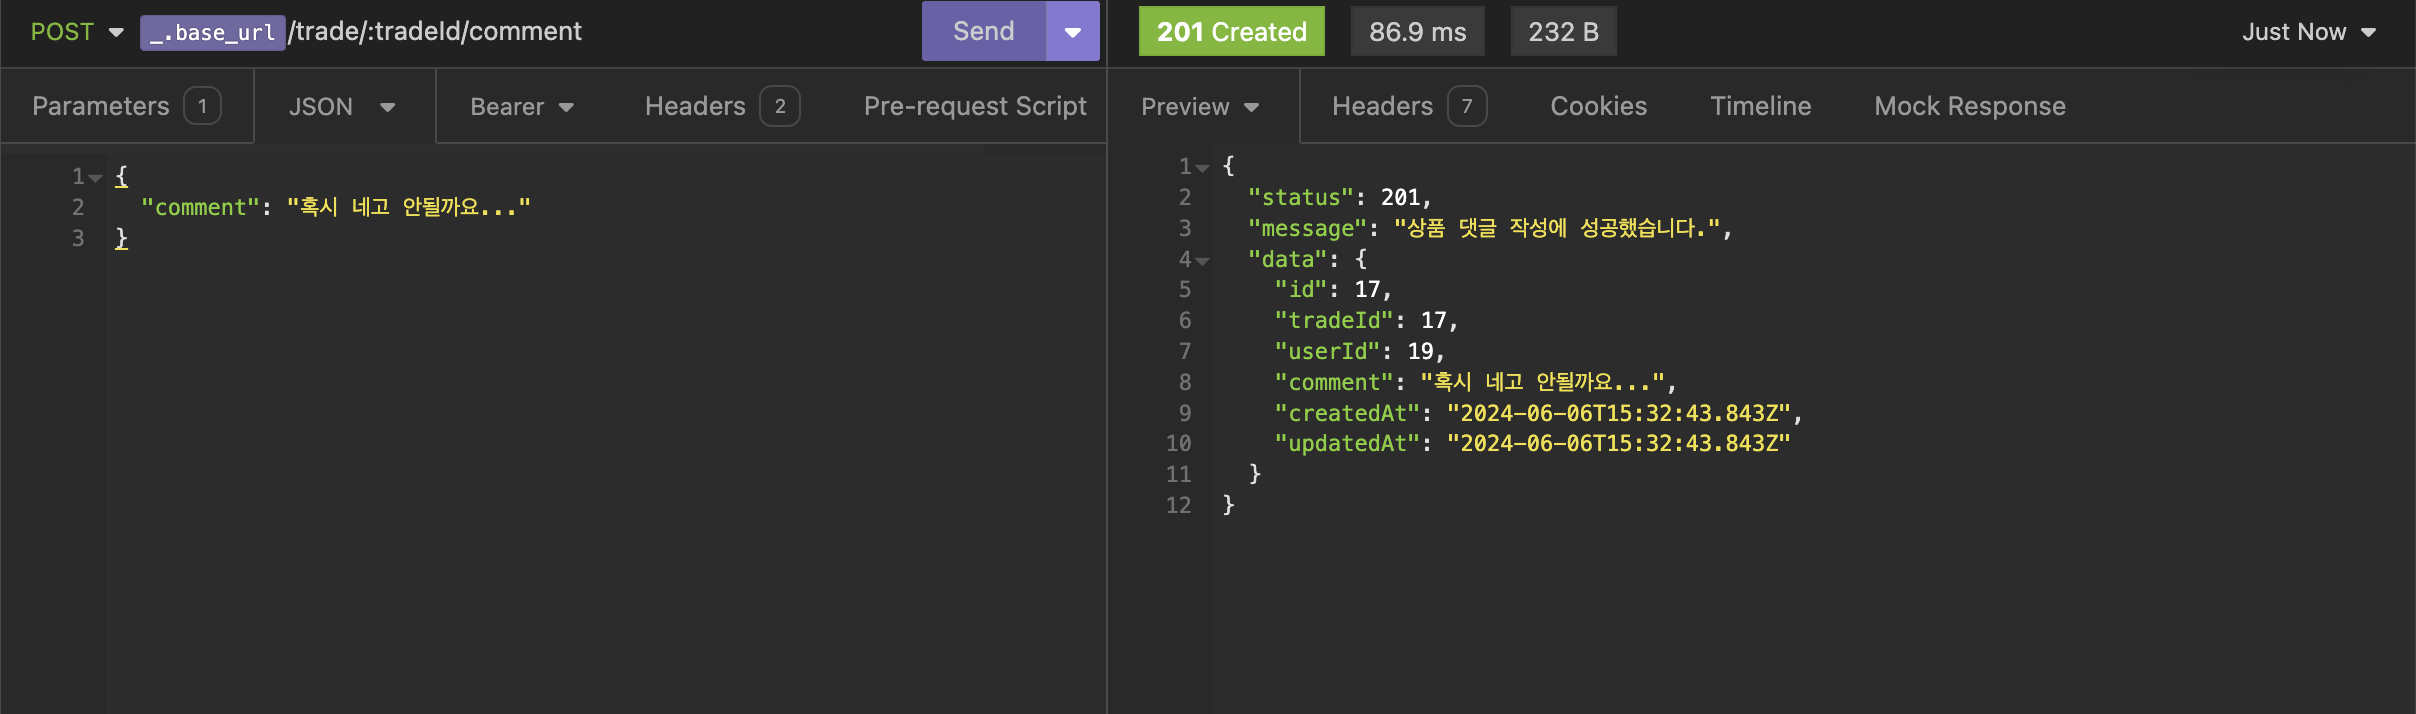 POST _.base_url/trade/:tradeId/comment Send
201 Created 86.9 ms 232 B Just Now
Parameters 1 JSON Bearer Headers 2 Pre-request Script
Preview Headers 7 Cookies Timeline Mock Response
1 {
2 "comment": "혹시 네고 안될까요..."
3 }
1 {
2 "status": 201,
3 "message": "상품 댓글 작성에 성공했습니다.",
4 "data": {
5 "id": 17,
6 "tradeId": 17,
7 "userId": 19,
8 "comment": "혹시 네고 안될까요...",
9 "createdAt": "2024-06-06T15:32:43.843Z",
10 "updatedAt": "2024-06-06T15:32:43.843Z"
11 }
12 }